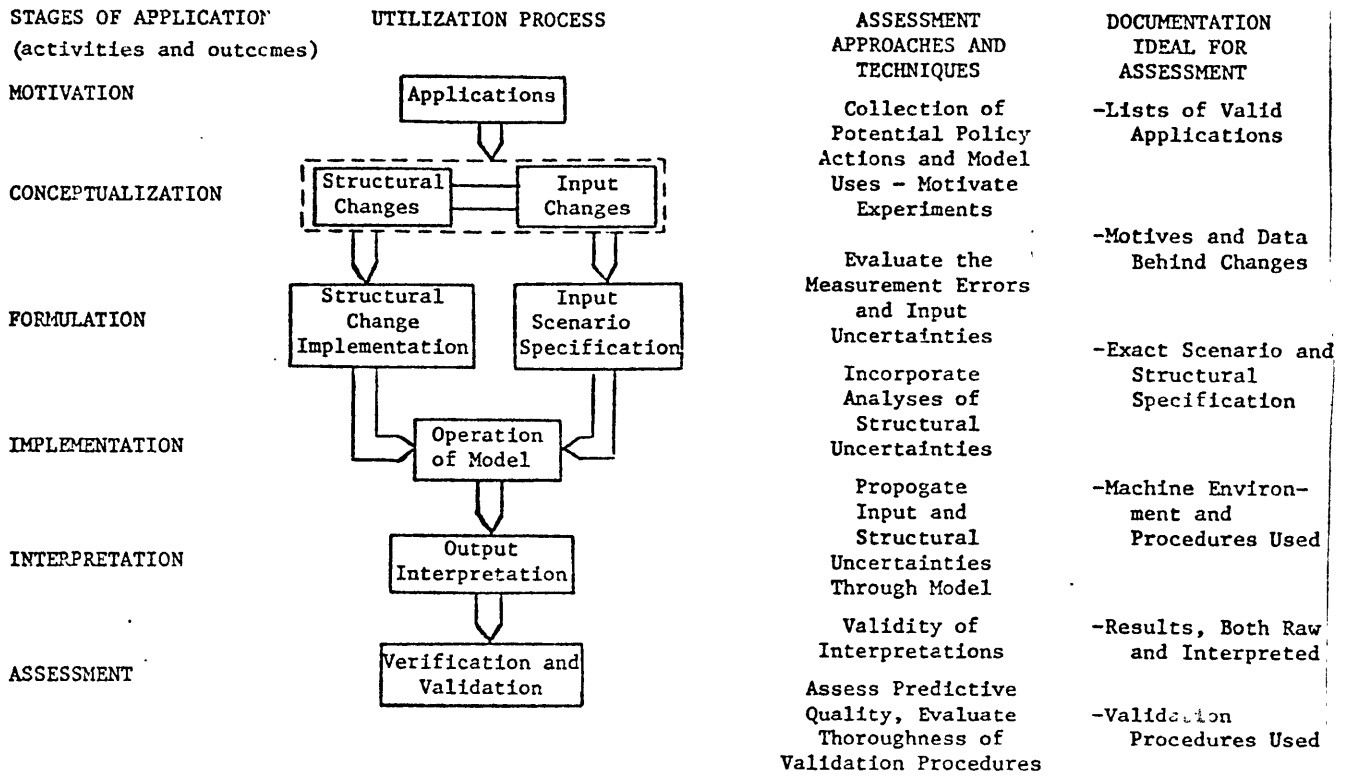 STAGES OF APPLICATION
(activities and outcomes)
MOTIVATION
CONCEPTUALIZATION
FORMULATION
IMPLEMENTATION
INTERPRETATION
ASSESSMENT
UTILIZATION PROCESS
Applications
Structural
Changes
Input
Changes
Structural
Change
Implementation
Input
Scenario
Specification
Operation
of Model
Output
Interpretation
Verification and
Validation
ASSESSMENT
APPROACHES AND
TECHNIQUES
Collection of
Potential Policy
Actions and Model
Uses - Motivate
Experiments
Evaluate the
Measurement Errors
and Input
Uncertainties
Incorporate
Analyses of
Structural
Uncertainties
Propogate
Input and
Structural
Uncertainties
Through Model
Validity of
Interpretations
Assess Predictive
Quality, Evaluate
Thoroughness of
Validation Procedures
DOCUMENTATION
IDEAL FOR
ASSESSMENT
-Lists of Valid
Applications
-Motives and Data
Behind Changes
-Exact Scenario and
Structural
Specification
-Machine Environ-
ment and
Procedures Used
-Results, Both Raw
and Interpreted
-Validation
Procedures Used